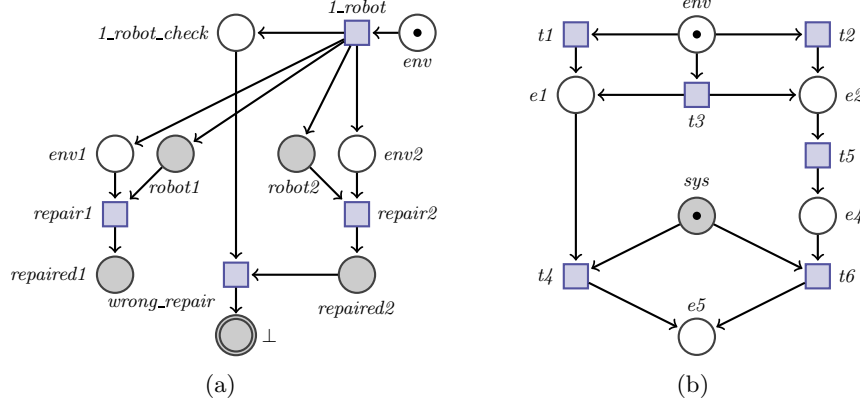 1_robot_check
1_robot
env
env1
robot1
robot2
env2
repair1
repair2
repaired1
wrong_repair
repaired2
⊥
(a)
env
t1
t2
e1
t3
e2
t5
sys
e4
t4
t6
e5
(b)